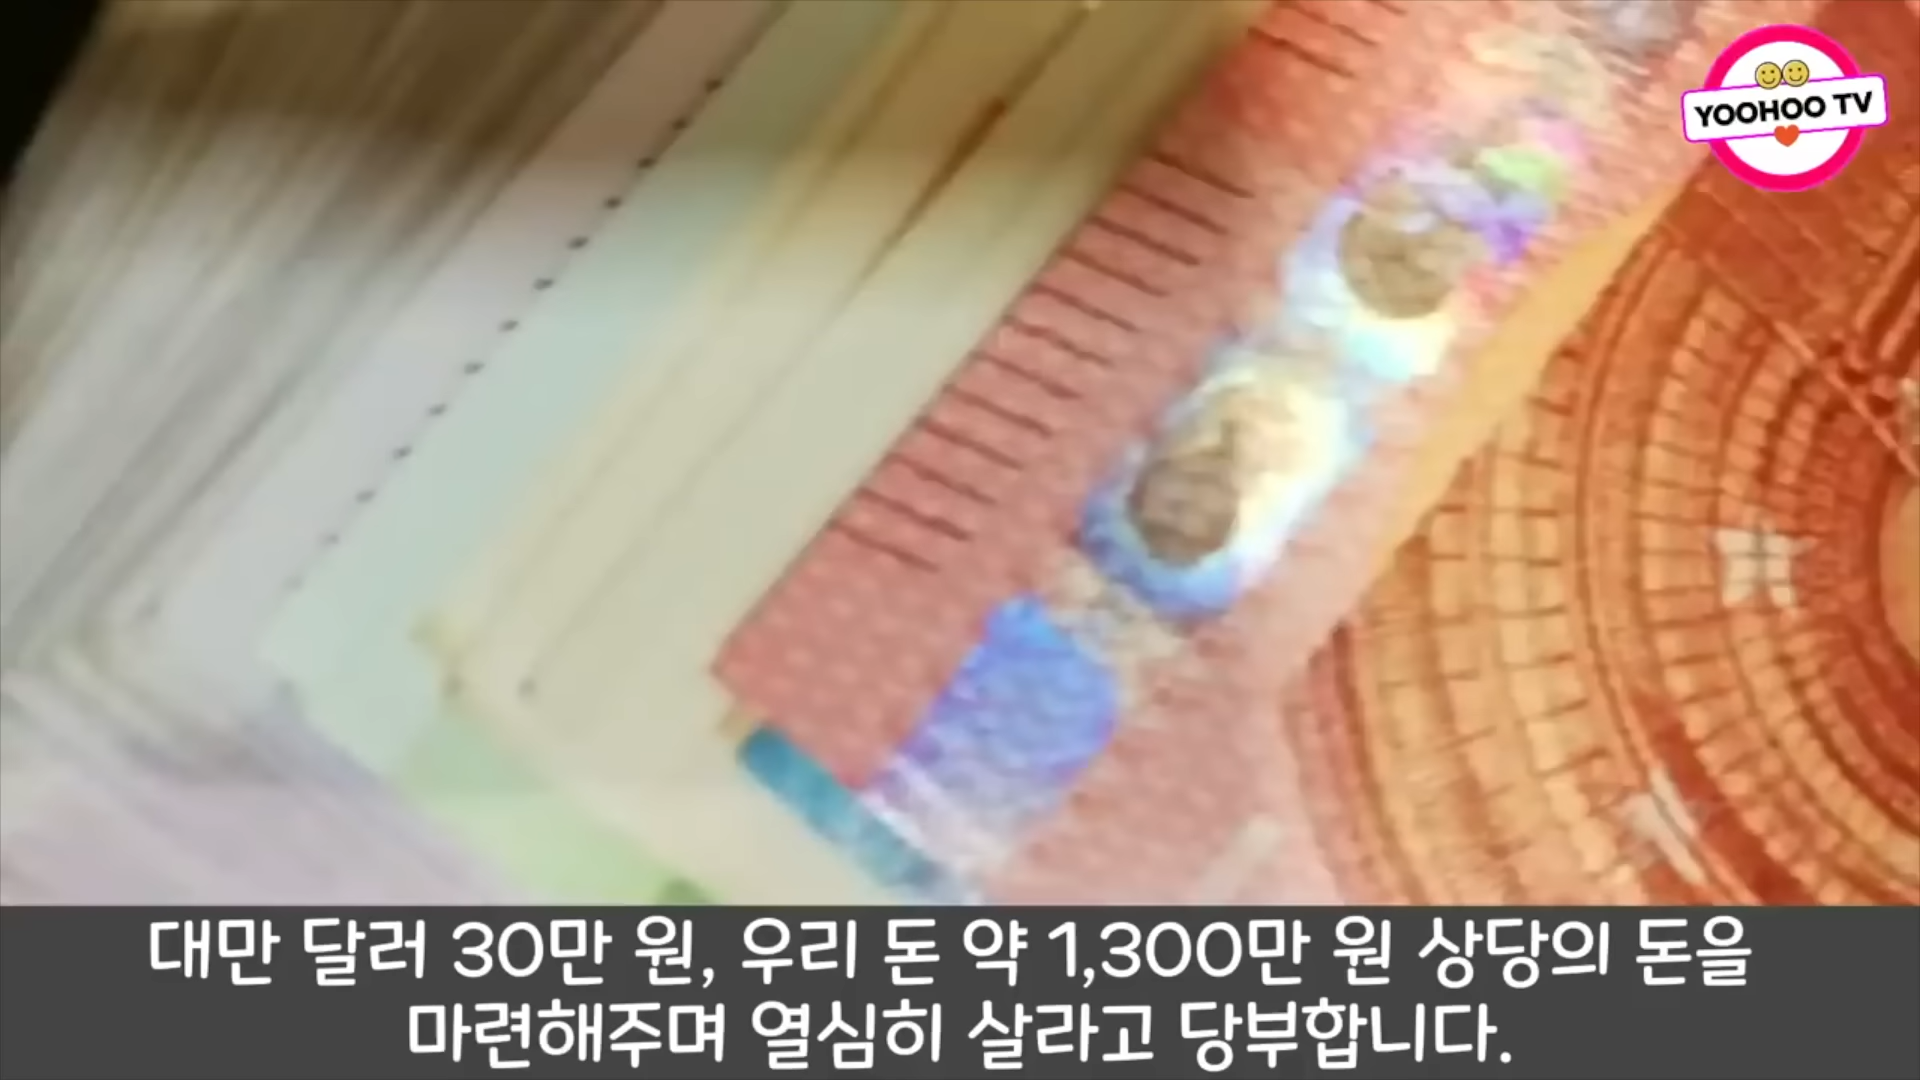 YOOHOO TV
대만 달러 30만 원, 우리 돈 약 1,300만 원 상당의 돈을
마련해주며 열심히 살라고 당부합니다.